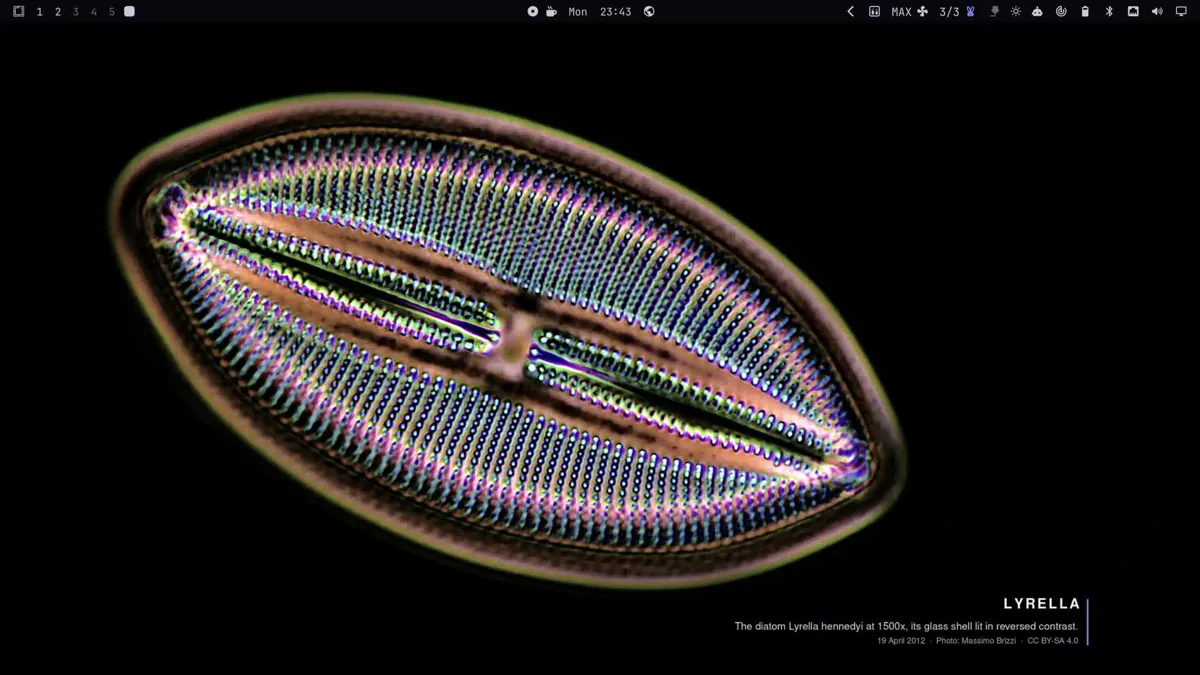 1 2 3 4 5
Mon 23:43
MAX 3/3
LYRELLA
The diatom Lyrella hennedyi at 1500x, its glass shell lit in reversed contrast.
19 April 2012 · Photo: Massimo Brizzi · CC BY-SA 4.0